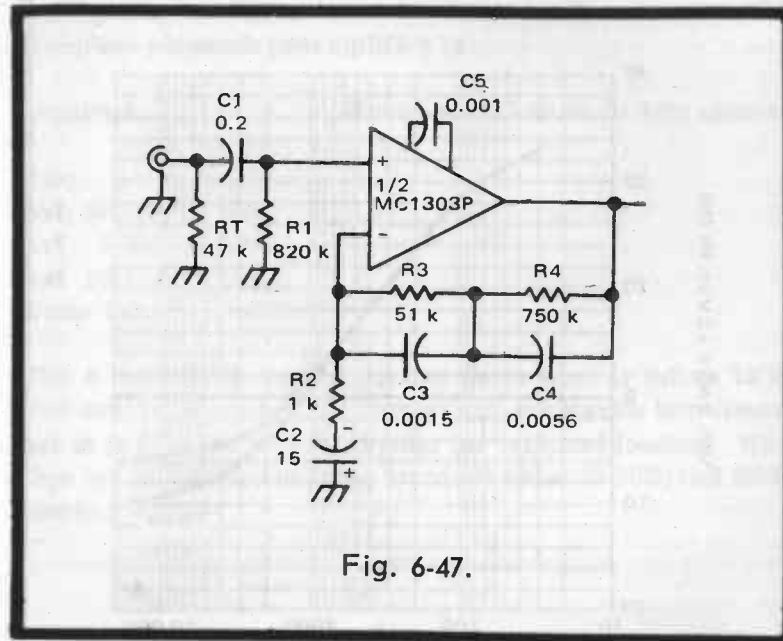 C5
0.001
C1
0.2
+
1/2
MC1303P
-
RT
47 k
R1
820 k
R3
51 k
R4
750 k
R2
1 k
C3
0.0015
C4
0.0056
-
C2
15
+
Fig. 6-47.